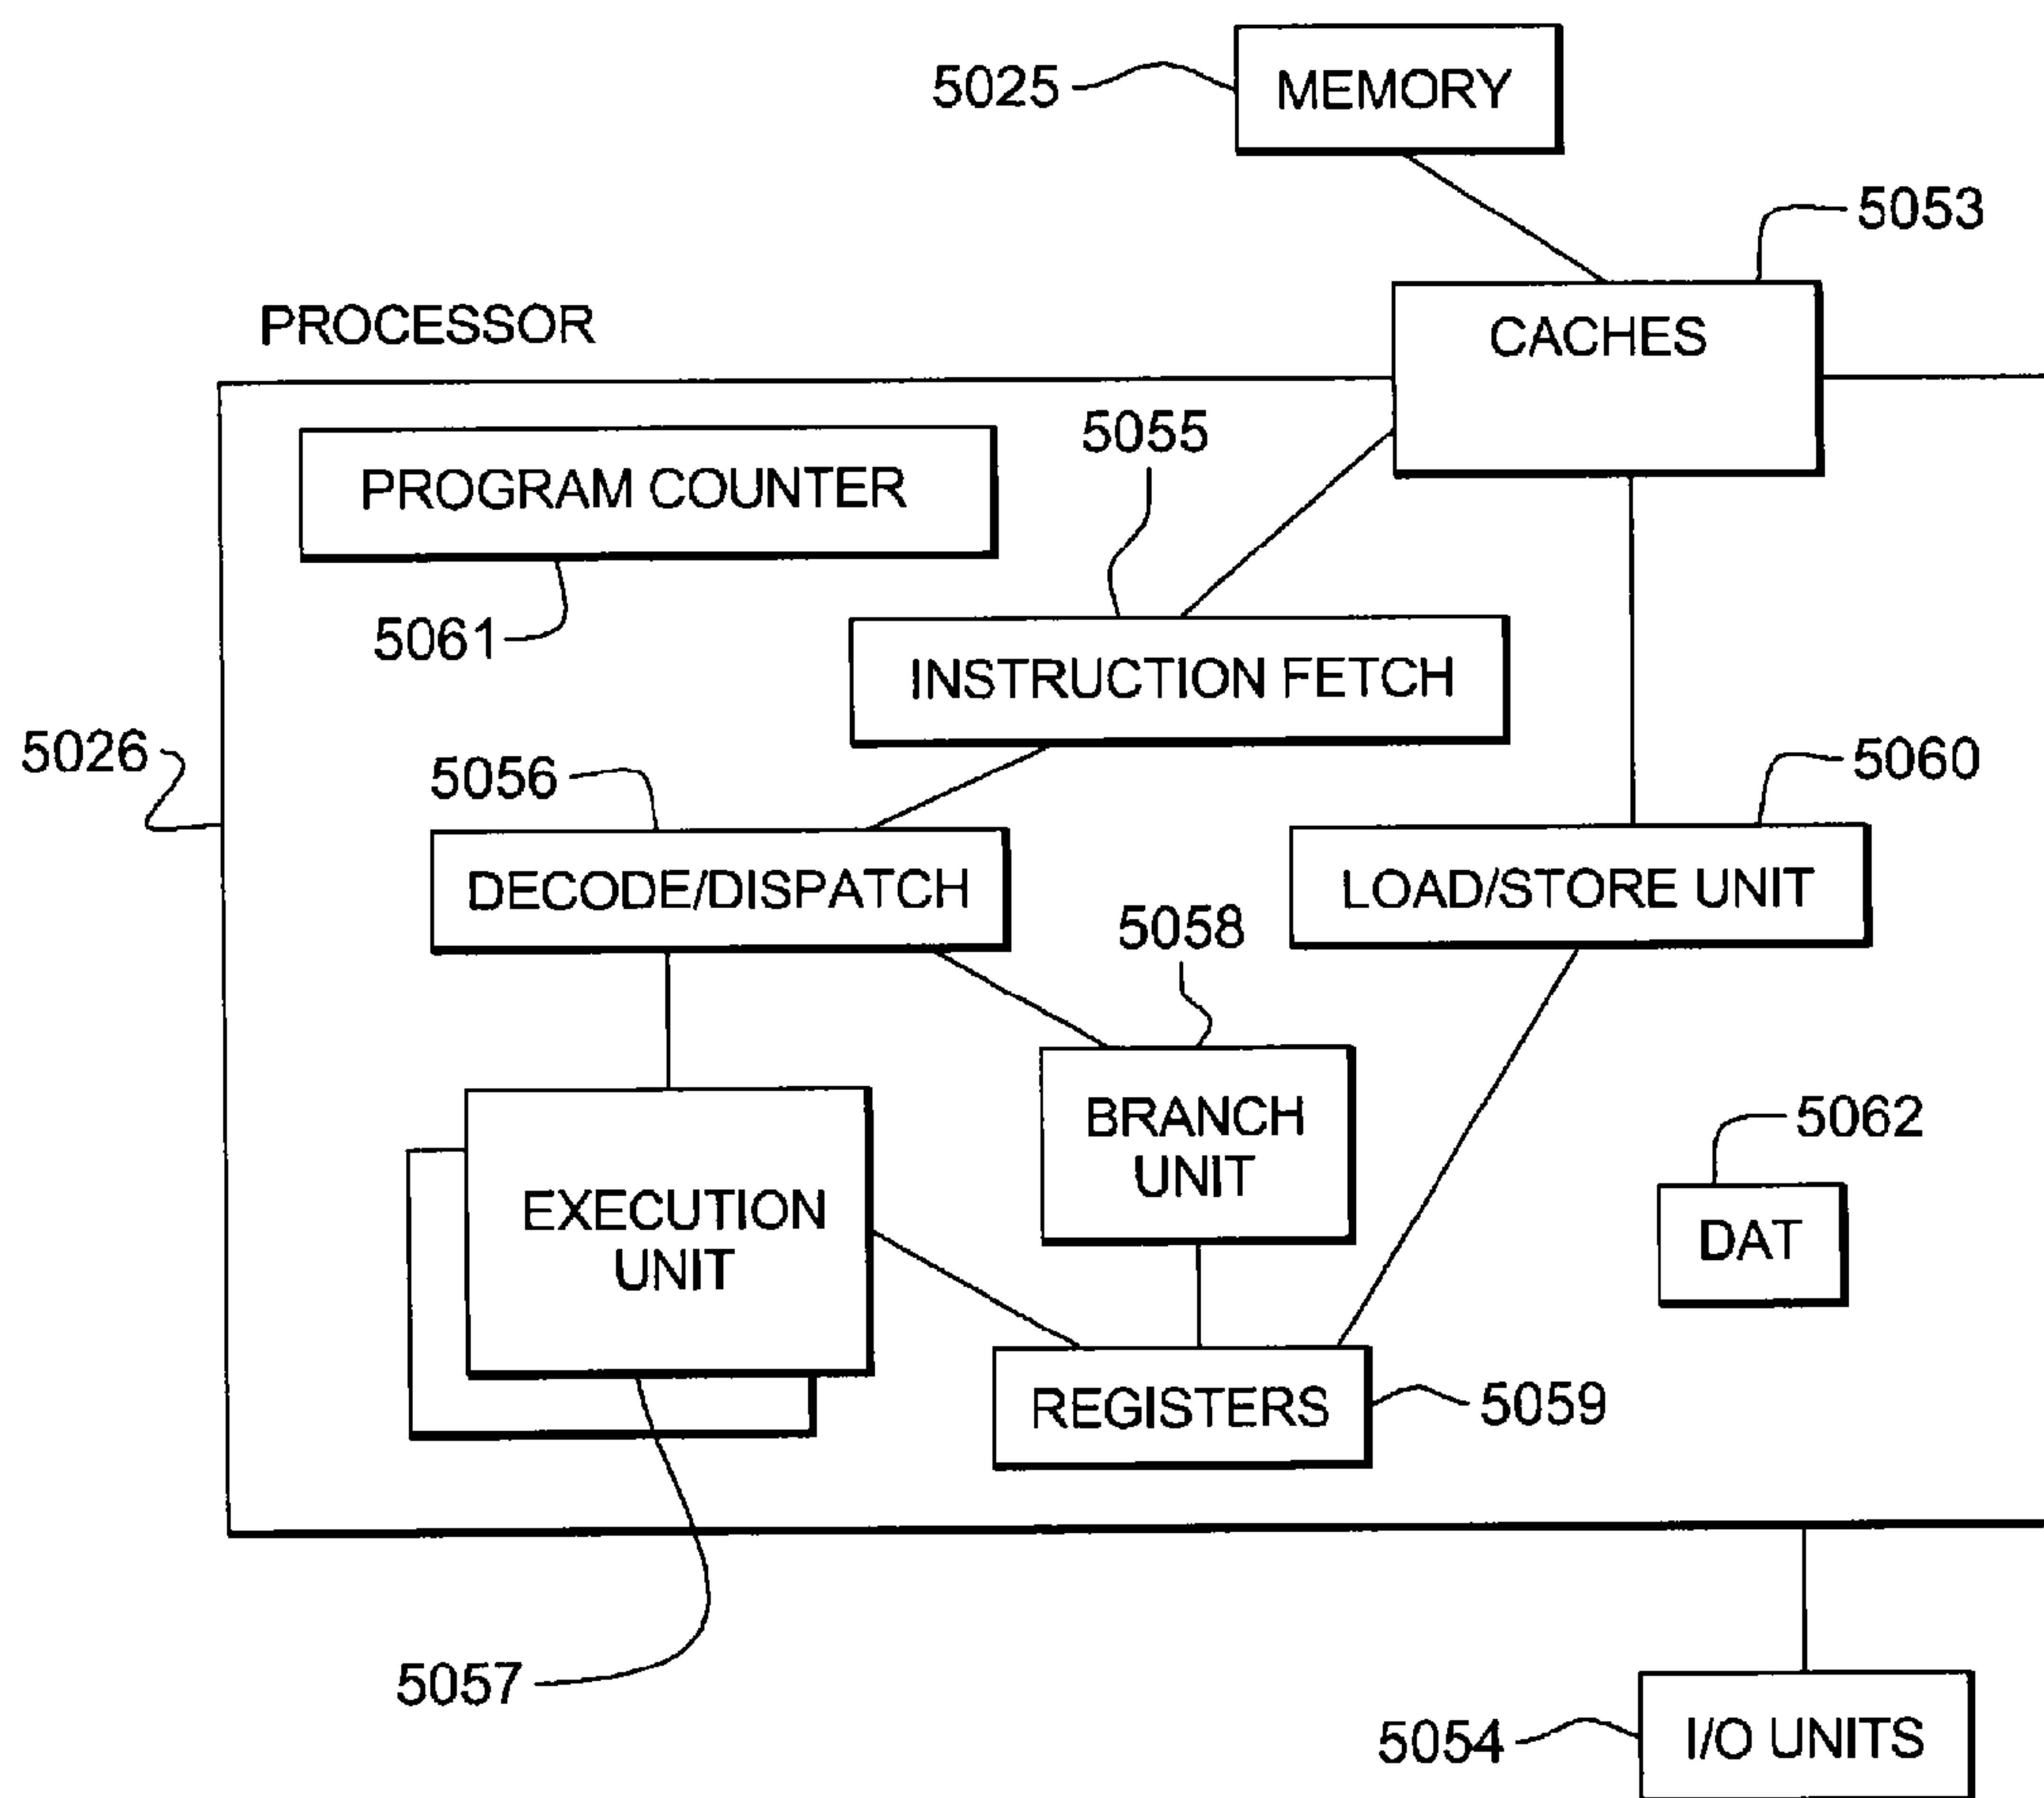 MEMORY
5025
5053
CACHES
PROCESSOR
5055
PROGRAM COUNTER
5061
INSTRUCTION FETCH
5026
5056
5060
DECODE/DISPATCH
LOAD/STORE UNIT
5058
BRANCH
UNIT
5062
EXECUTION
UNIT
DAT
REGISTERS
5059
5057
5054
I/O UNITS